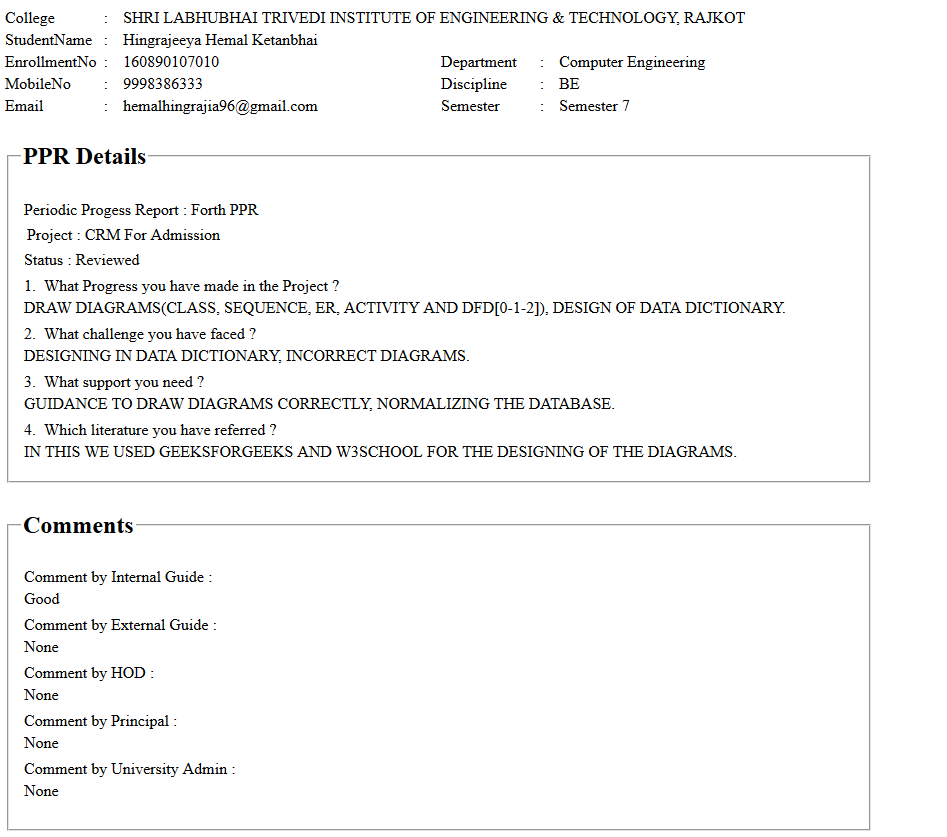 College : SHRI LABHUBHAI TRIVEDI INSTITUTE OF ENGINEERING & TECHNOLOGY, RAJKOT
StudentName : Hingrajeeya Hemal Ketanbhai
EnrollmentNo : 160890107010 Department : Computer Engineering
MobileNo : 9998386333 Discipline : BE
Email : hemalhingrajia96@gmail.com Semester : Semester 7
PPR Details
Periodic Progess Report : Forth PPR
Project : CRM For Admission
Status : Reviewed
1. What Progress you have made in the Project ?
DRAW DIAGRAMS(CLASS, SEQUENCE, ER, ACTIVITY AND DFD[0-1-2]), DESIGN OF DATA DICTIONARY.
2. What challenge you have faced ?
DESIGNING IN DATA DICTIONARY, INCORRECT DIAGRAMS.
3. What support you need ?
GUIDANCE TO DRAW DIAGRAMS CORRECTLY, NORMALIZING THE DATABASE.
4. Which literature you have referred ?
IN THIS WE USED GEEKSFORGEEKS AND W3SCHOOL FOR THE DESIGNING OF THE DIAGRAMS.
Comments
Comment by Internal Guide :
Good
Comment by External Guide :
None
Comment by HOD :
None
Comment by Principal :
None
Comment by University Admin :
None